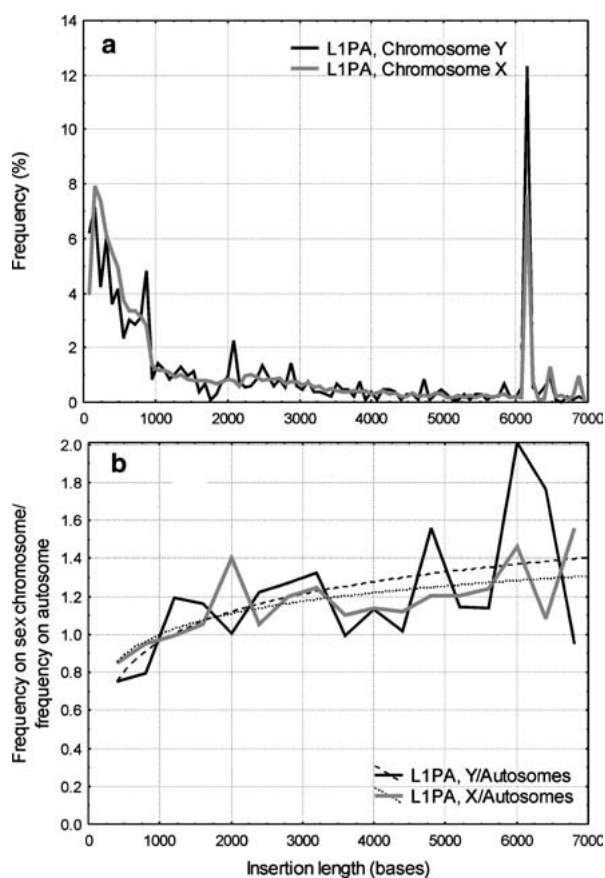 a
L1PA, Chromosome Y
L1PA, Chromosome X
Frequency (%)
14
12
10
8
6
4
2
0
0 1000 2000 3000 4000 5000 6000 7000
b
Frequency on sex chromosome/
frequency on autosome
2.0
1.8
1.6
1.4
1.2
1.0
0.8
0.6
0.4
0.2
0.0
L1PA, Y/Autosomes
L1PA, X/Autosomes
0 1000 2000 3000 4000 5000 6000 7000
Insertion length (bases)